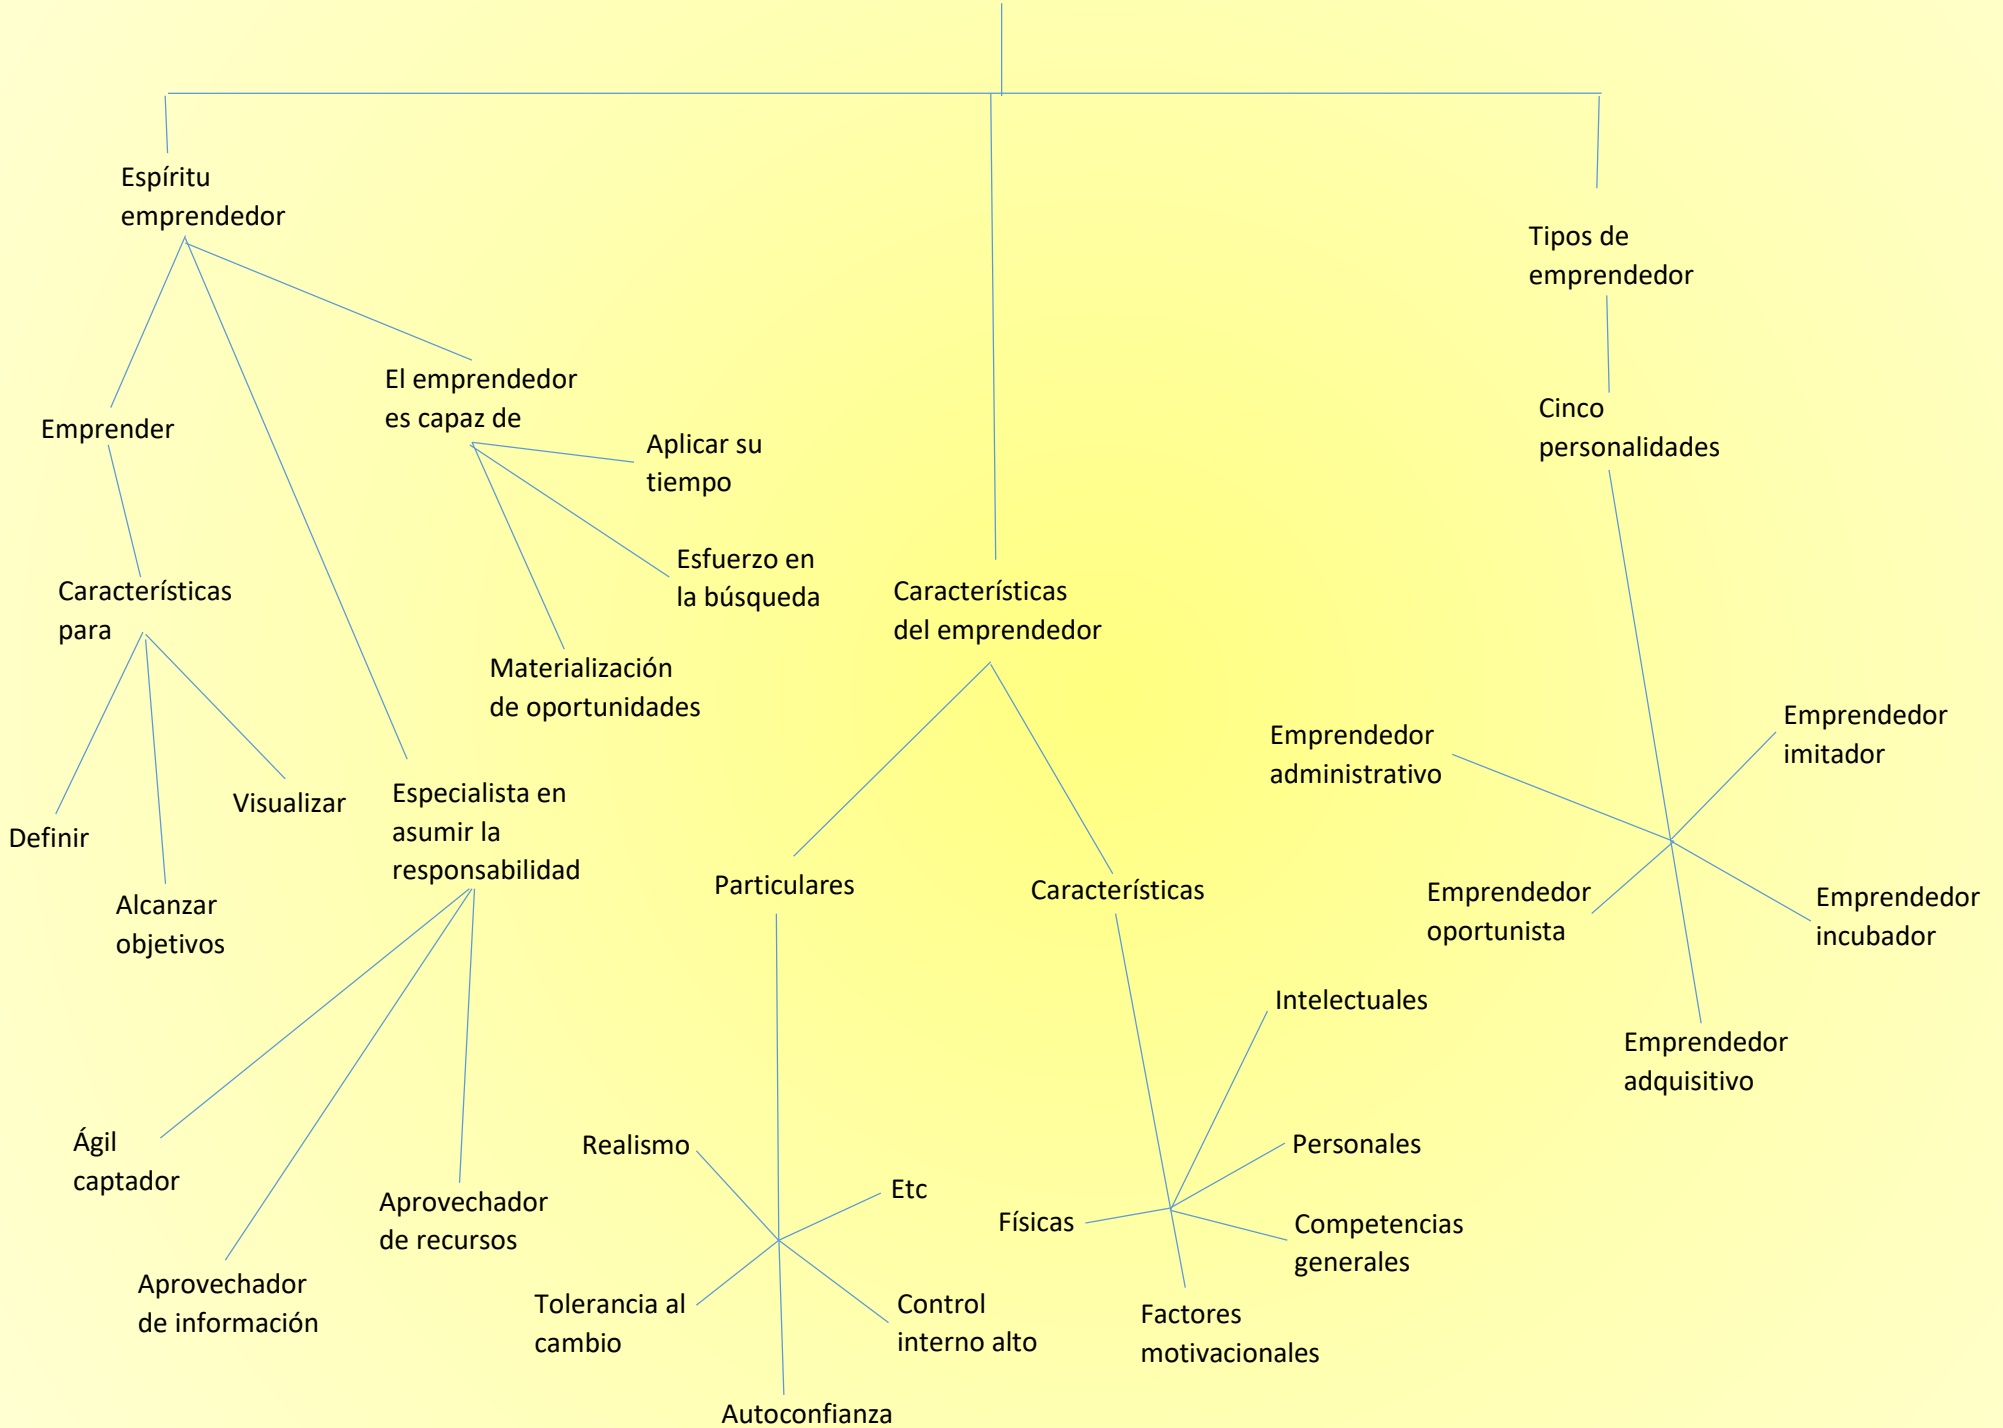 Espíritu
emprendedor
Tipos de
emprendedor
El emprendedor
es capaz de
Emprender
Cinco
personalidades
Aplicar su
tiempo
Esfuerzo en
la búsqueda
Características
para
Características
del emprendedor
Materialización
de oportunidades
Emprendedor
imitador
Emprendedor
administrativo
Visualizar
Definir
Especialista en
asumir la
responsabilidad
Particulares
Características
Emprendedor
oportunista
Emprendedor
incubador
Alcanzar
objetivos
Intelectuales
Emprendedor
adquisitivo
Ágil
captador
Realismo
Personales
Etc
Aprovechador
de recursos
Físicas
Competencias
generales
Aprovechador
de información
Tolerancia al
cambio
Control
interno alto
Factores
motivacionales
Autoconfianza